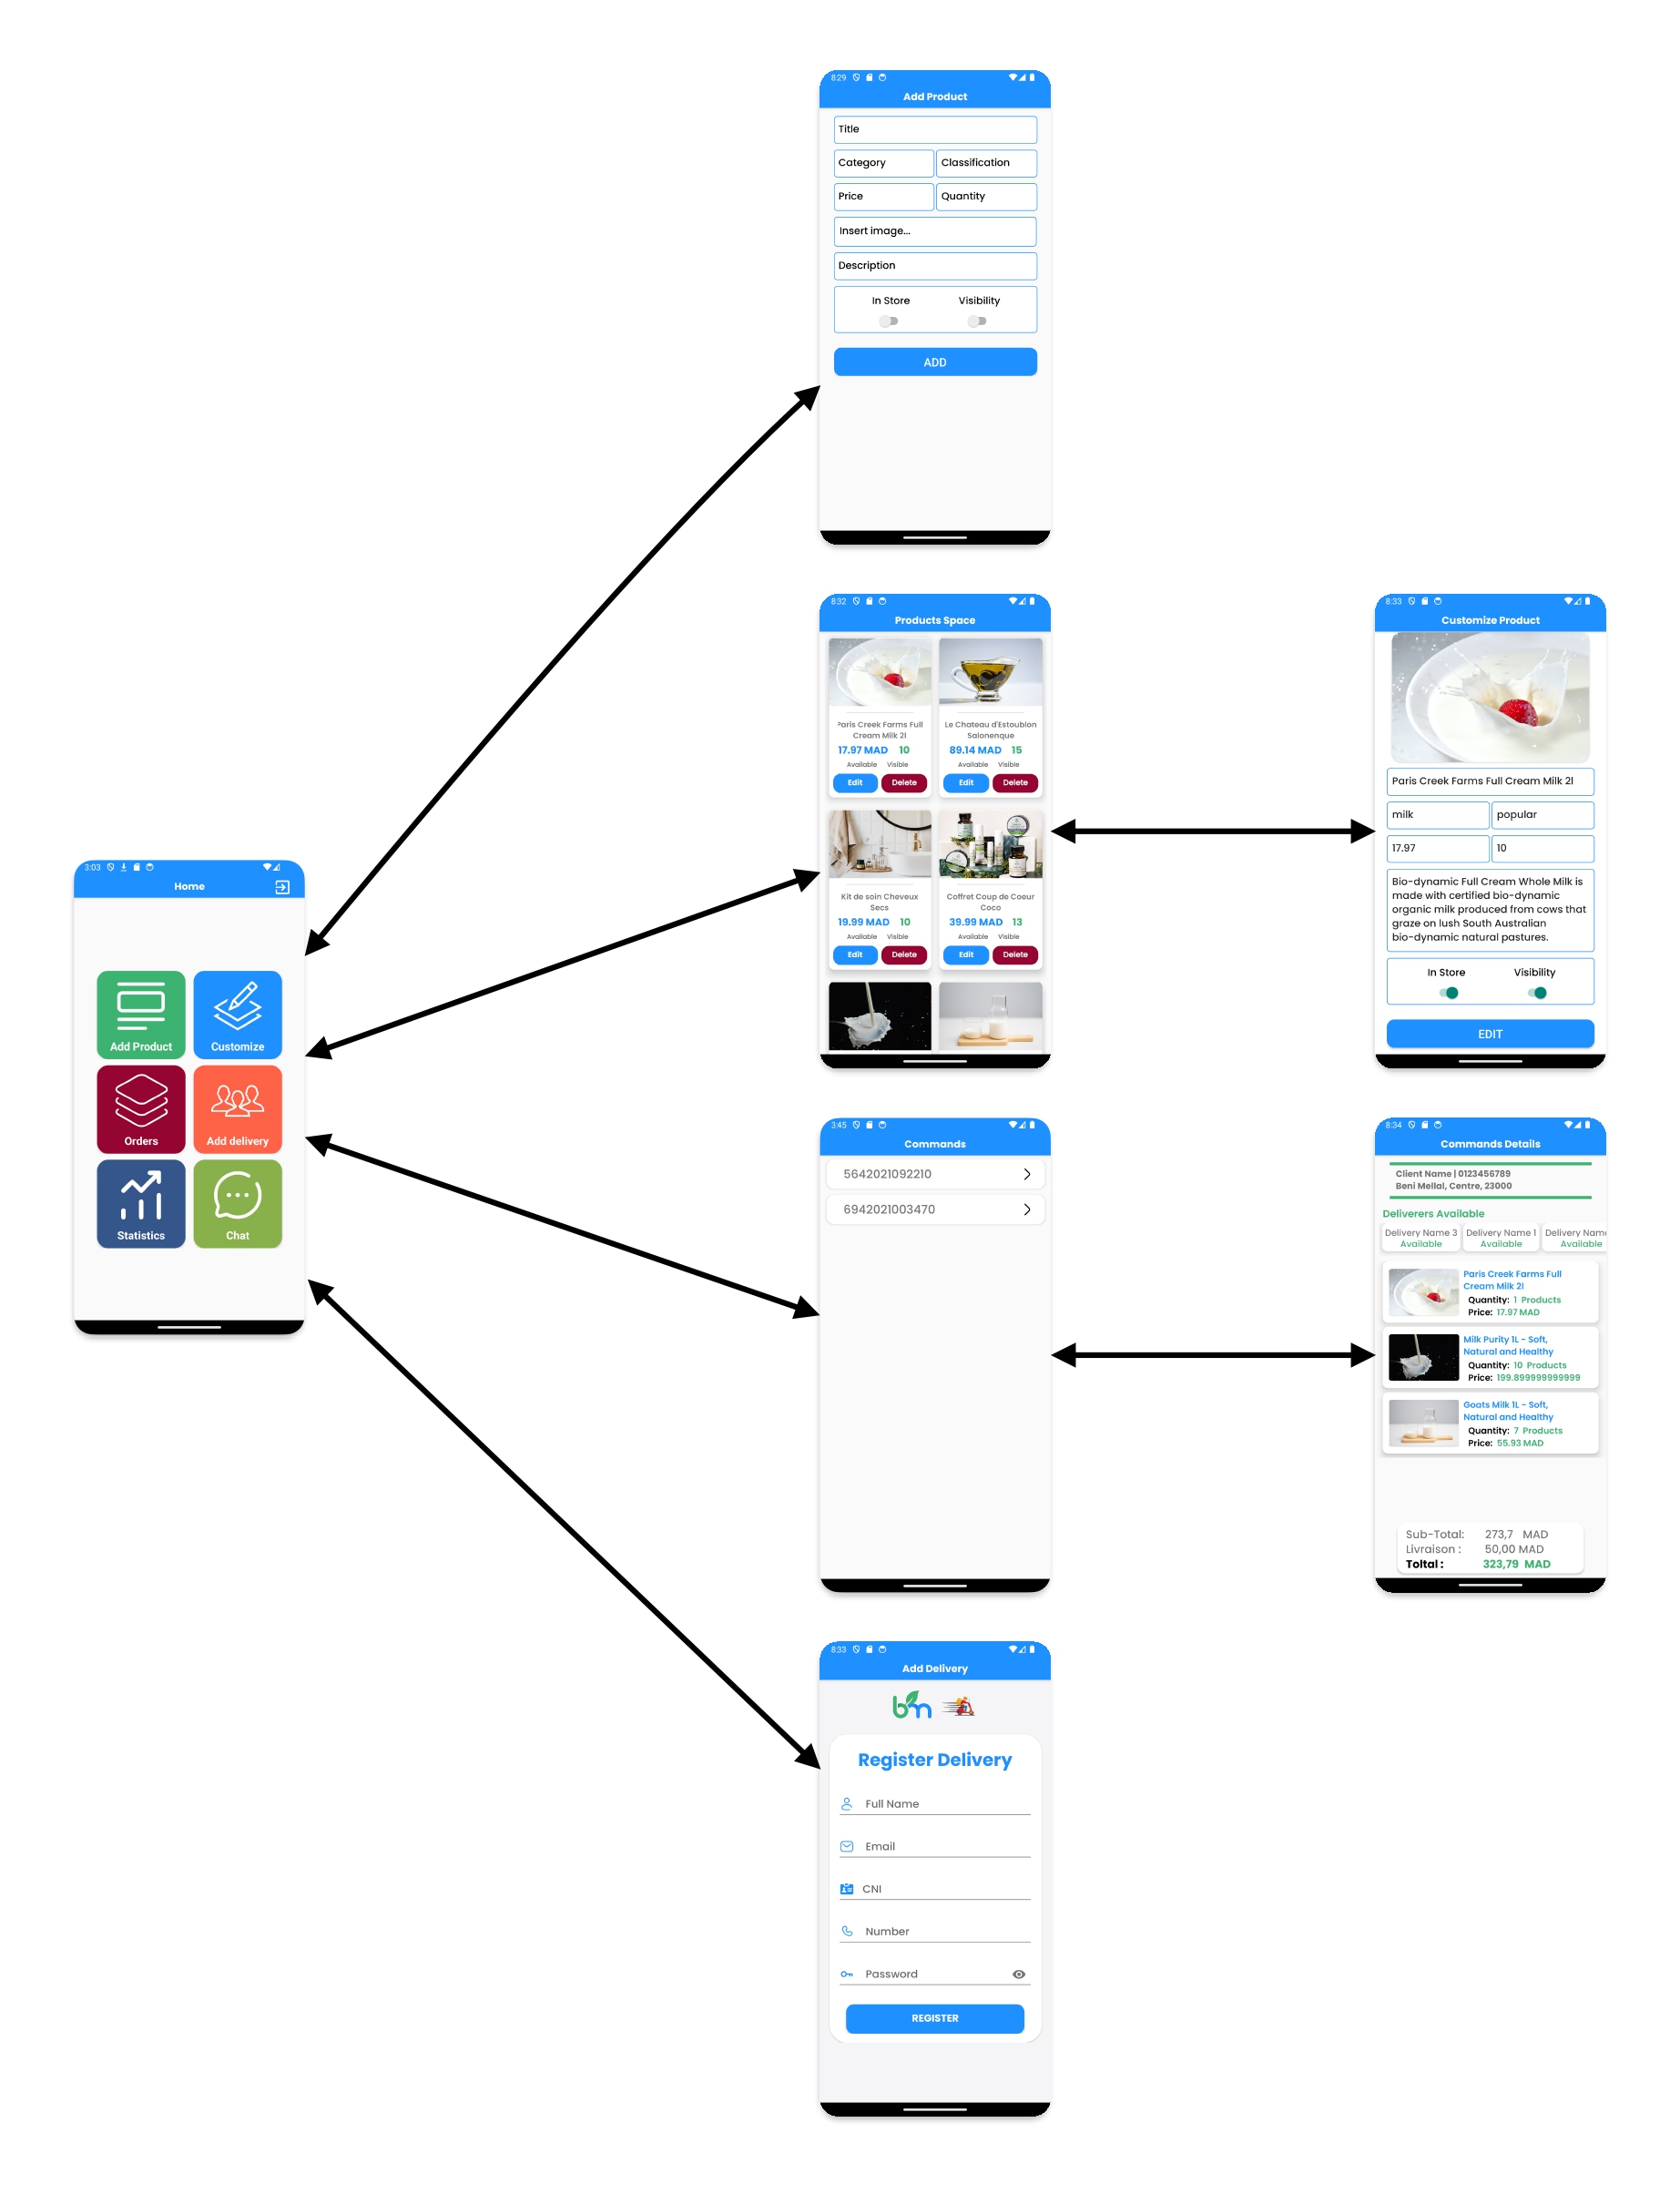 8:29
Add Product
Title
Category Classification
Price Quantity
Insert image...
Description
In Store Visibility
ADD
8:32
Products Space
Paris Creek Farms Full
Cream Milk 2l
17.97 MAD 10
Available Visible
Edit Delete
Le Chateau d'Estoublon
Salonenque
89.14 MAD 15
Available Visible
Edit Delete
Kit de soin Cheveux
Secs
19.99 MAD 10
Available Visible
Edit Delete
Coffret Coup de Coeur
Coco
39.99 MAD 13
Available Visible
Edit Delete
8:33
Customize Product
Paris Creek Farms Full Cream Milk 2l
milk popular
17.97 10
Bio-dynamic Full Cream Whole Milk is
made with certified bio-dynamic
organic milk produced from cows that
graze on lush South Australian
bio-dynamic natural pastures.
In Store Visibility
EDIT
3:03
Home
Add Product Customize
Orders Add delivery
Statistics Chat
3:45
Commands
5642021092210
6942021003470
8:34
Commands Details
Client Name | 0123456789
Beni Mellal, Centre, 23000
Deliverers Available
Delivery Name 3 Delivery Name 1 Delivery Name
Available Available Available
Paris Creek Farms Full
Cream Milk 2l
Quantity: 1 Products
Price: 17.97 MAD
Milk Purity 1L - Soft,
Natural and Healthy
Quantity: 10 Products
Price: 199.899999999999
Goats Milk 1L - Soft,
Natural and Healthy
Quantity: 7 Products
Price: 55.93 MAD
Sub-Total: 273,7 MAD
Livraison : 50,00 MAD
Toltal : 323,79 MAD
8:33
Add Delivery
bm
Register Delivery
Full Name
Email
CNI
Number
Password
REGISTER